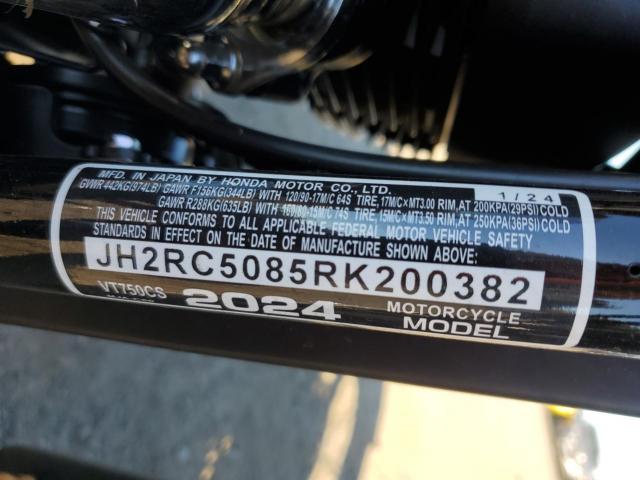 MFD. IN JAPAN BY HONDA MOTOR CO., LTD. 1/24
GVWR 442KG(974LB) GAWR F156KG(344LB) WITH 120/90-17M/C 64S TIRE, 17M/C×MT3.00 RIM, AT 200KPA(29PSI)COLD
GAWR R288KG(635LB) WITH 160/80-15M/C 74S TIRE 15M/C×MT3.50 RIM, AT 250KPA(36PSI)COLD
THIS VEHICLE CONFORMS TO ALL APPLICABLE FEDERAL MOTOR VEHICLE SAFETY
STANDARDS IN EFFECT ON THE DATE OF MANUFACTURE SHOWN ABOVE:
JH2RC5085RK200382
VT750CS 2024 MOTORCYCLE
MODEL